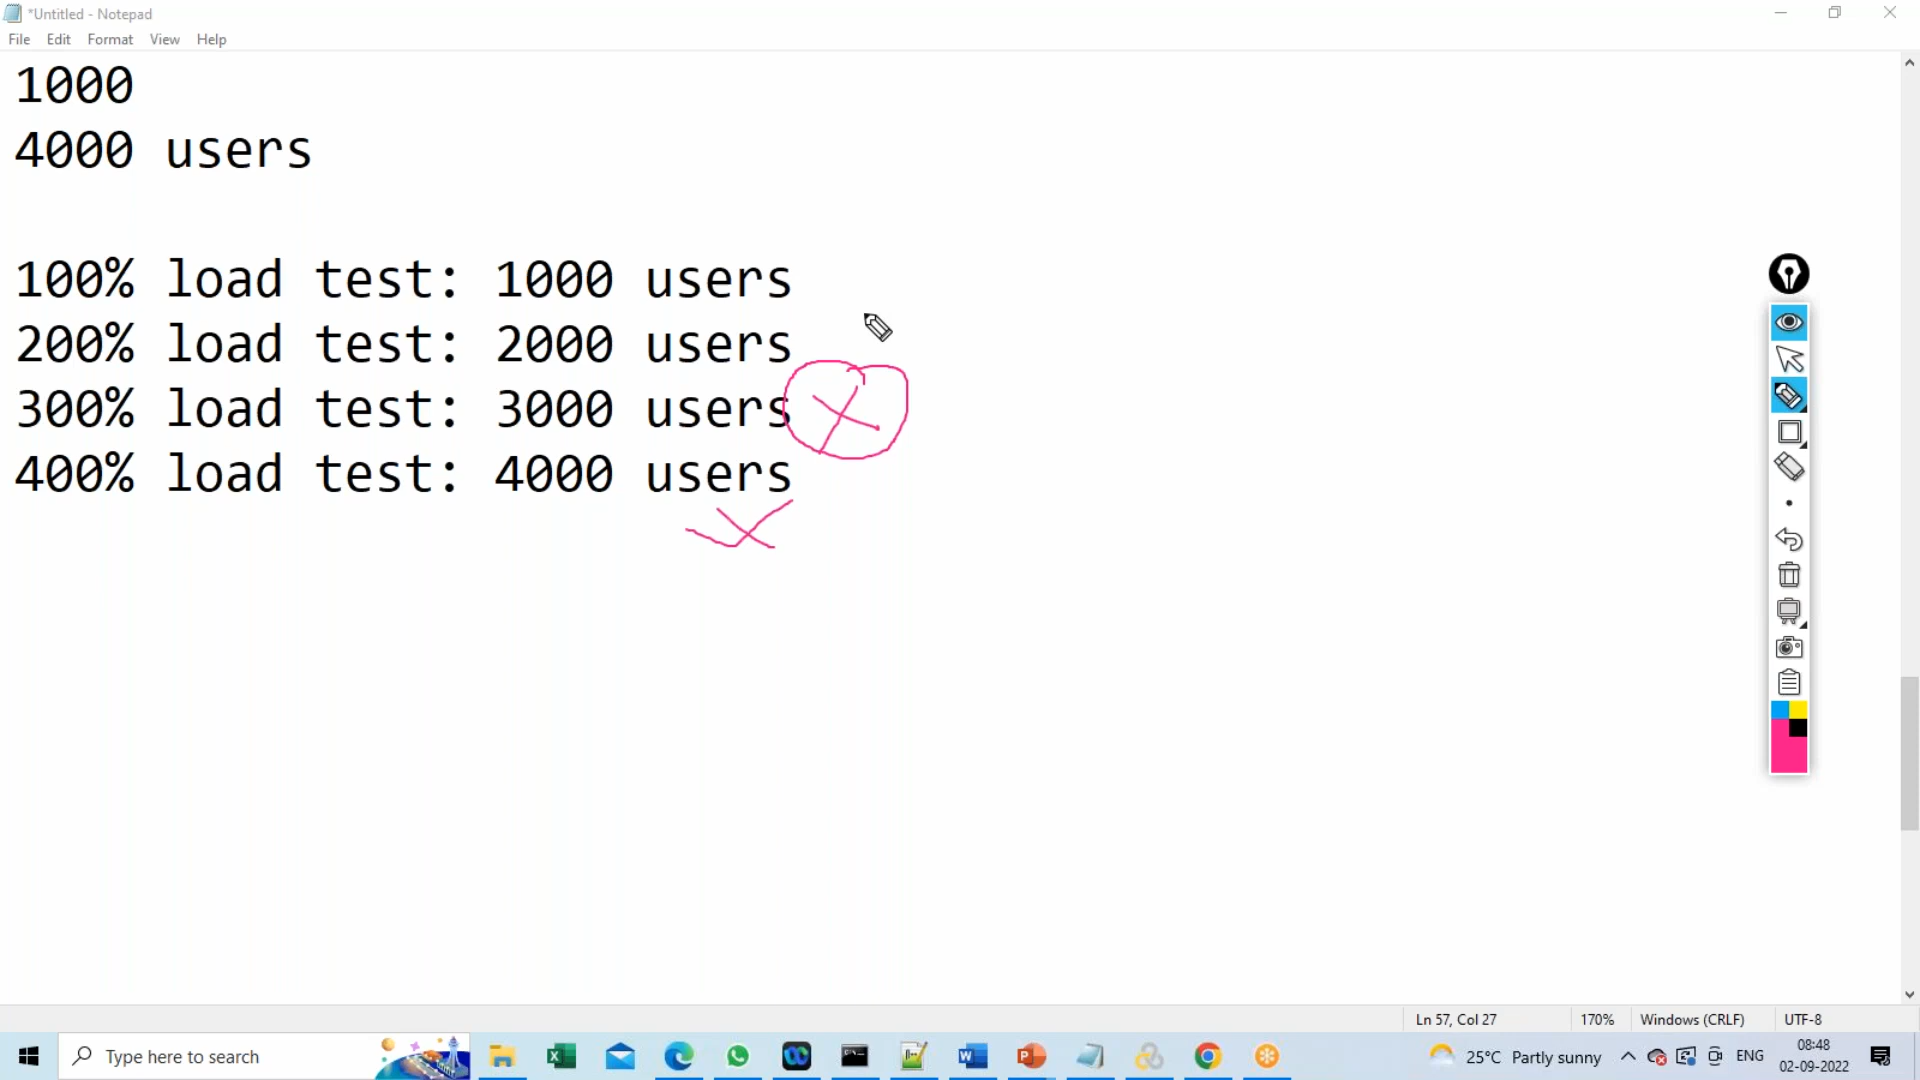 *Untitled - Notepad
File Edit Format View Help
1000
4000 users
100% load test: 1000 users
200% load test: 2000 users
300% load test: 3000 users
400% load test: 4000 users
Ln 57, Col 27 170% Windows (CRLF) UTF-8
Type here to search
25°C Partly sunny
ENG
08:48
02-09-2022